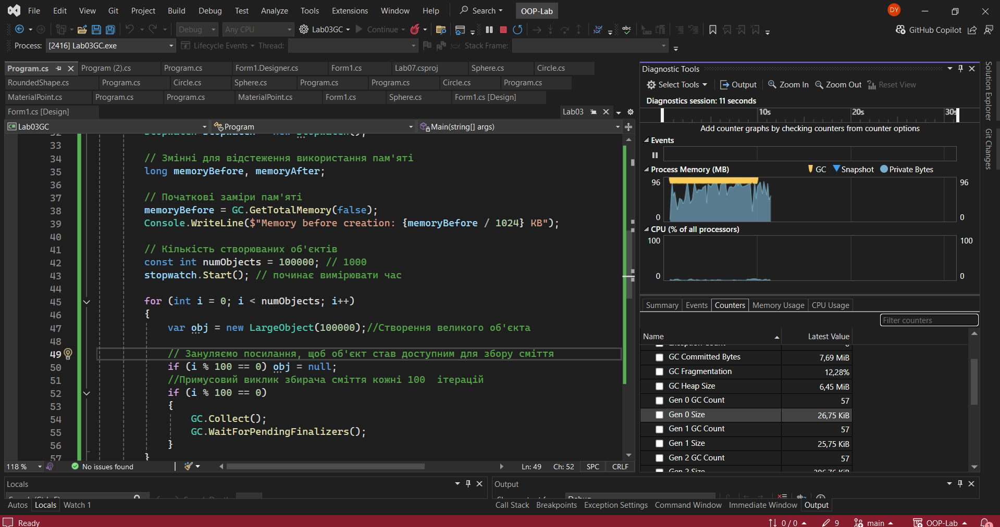 File Edit View Git Project Build Debug Test Analyze Tools Extensions Window Help Search OOP-Lab DY
Debug Any CPU Lab03GC Continue GitHub Copilot
Process: [2416] Lab03GC.exe Lifecycle Events Thread: Stack Frame:
Program.cs Program (2).cs Program.cs Form1.Designer.cs Form1.cs Lab07.csproj Sphere.cs Circle.cs
RoundedShape.cs Program.cs Circle.cs Sphere.cs Program.cs Program.cs Circle.cs Program.cs
MaterialPoint.cs Program.cs Program.cs MaterialPoint.cs Form1.cs Sphere.cs Form1.cs [Design]
Form1.cs [Design] Lab03
Lab03GC Program Main(string[] args)
33
34 // Змінні для відстеження використання пам'яті
35 long memoryBefore, memoryAfter;
36
37 // Початкові заміри пам'яті
38 memoryBefore = GC.GetTotalMemory(false);
39 Console.WriteLine($"Memory before creation: {memoryBefore / 1024} KB");
40
41 // Кількість створюваних об'єктів
42 const int numObjects = 100000; // 1000
43 stopwatch.Start(); // починає вимірювати час
44
45 for (int i = 0; i < numObjects; i++)
46 {
47 var obj = new LargeObject(100000);//Створення великого об'єкта
48
49 // Зануляємо посилання, щоб об'єкт став доступним для збору сміття
50 if (i % 100 == 0) obj = null;
51 //Примусовий виклик збирача сміття кожні 100  ітерацій
52 if (i % 100 == 0)
53 {
54 GC.Collect();
55 GC.WaitForPendingFinalizers();
56 }
57 }
118 % No issues found Ln: 49 Ch: 52 SPC CRLF
Diagnostic Tools
Select Tools Output Zoom In Zoom Out Reset View
Diagnostics session: 11 seconds
10s 20s 30s
Add counter graphs by checking counters from counter options
Events
Process Memory (MB) GC Snapshot Private Bytes
96 96
0 0
CPU (% of all processors)
100 100
0 0
Summary Events Counters Memory Usage CPU Usage
Filter counters
Name Latest Value
GC Committed Bytes 7,69 MiB
GC Fragmentation 12,28%
GC Heap Size 6,45 MiB
Gen 0 GC Count 57
Gen 0 Size 26,75 KiB
Gen 1 GC Count 57
Gen 1 Size 25,75 KiB
Gen 2 GC Count 57
Gen 2 Size
Solution Explorer
Git Changes
Locals
Autos Locals Watch 1
Output
Call Stack Breakpoints Exception Settings Command Window Immediate Window Output
Ready 0 / 0 9 main OOP-Lab 1